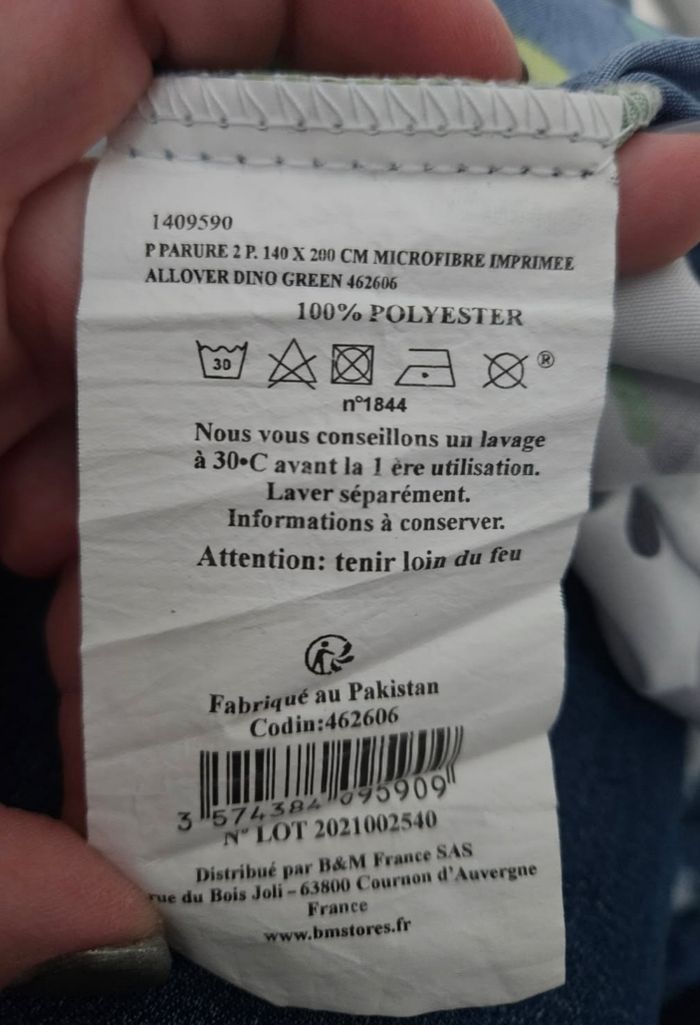 1409590
P PARURE 2 P. 140 X 200 CM MICROFIBRE IMPRIMEE
ALLOVER DINO GREEN 462606
100% POLYESTER
30
®
n°1844
Nous vous conseillons un lavage
à 30•C avant la 1 ère utilisation.
Laver séparément.
Informations à conserver.
Attention: tenir loin du feu
Fabriqué au Pakistan
Codin:462606
3 574384 095909
N° LOT 2021002540
Distribué par B&M France SAS
rue du Bois Joli – 63800 Cournon d'Auvergne
France
www.bmstores.fr